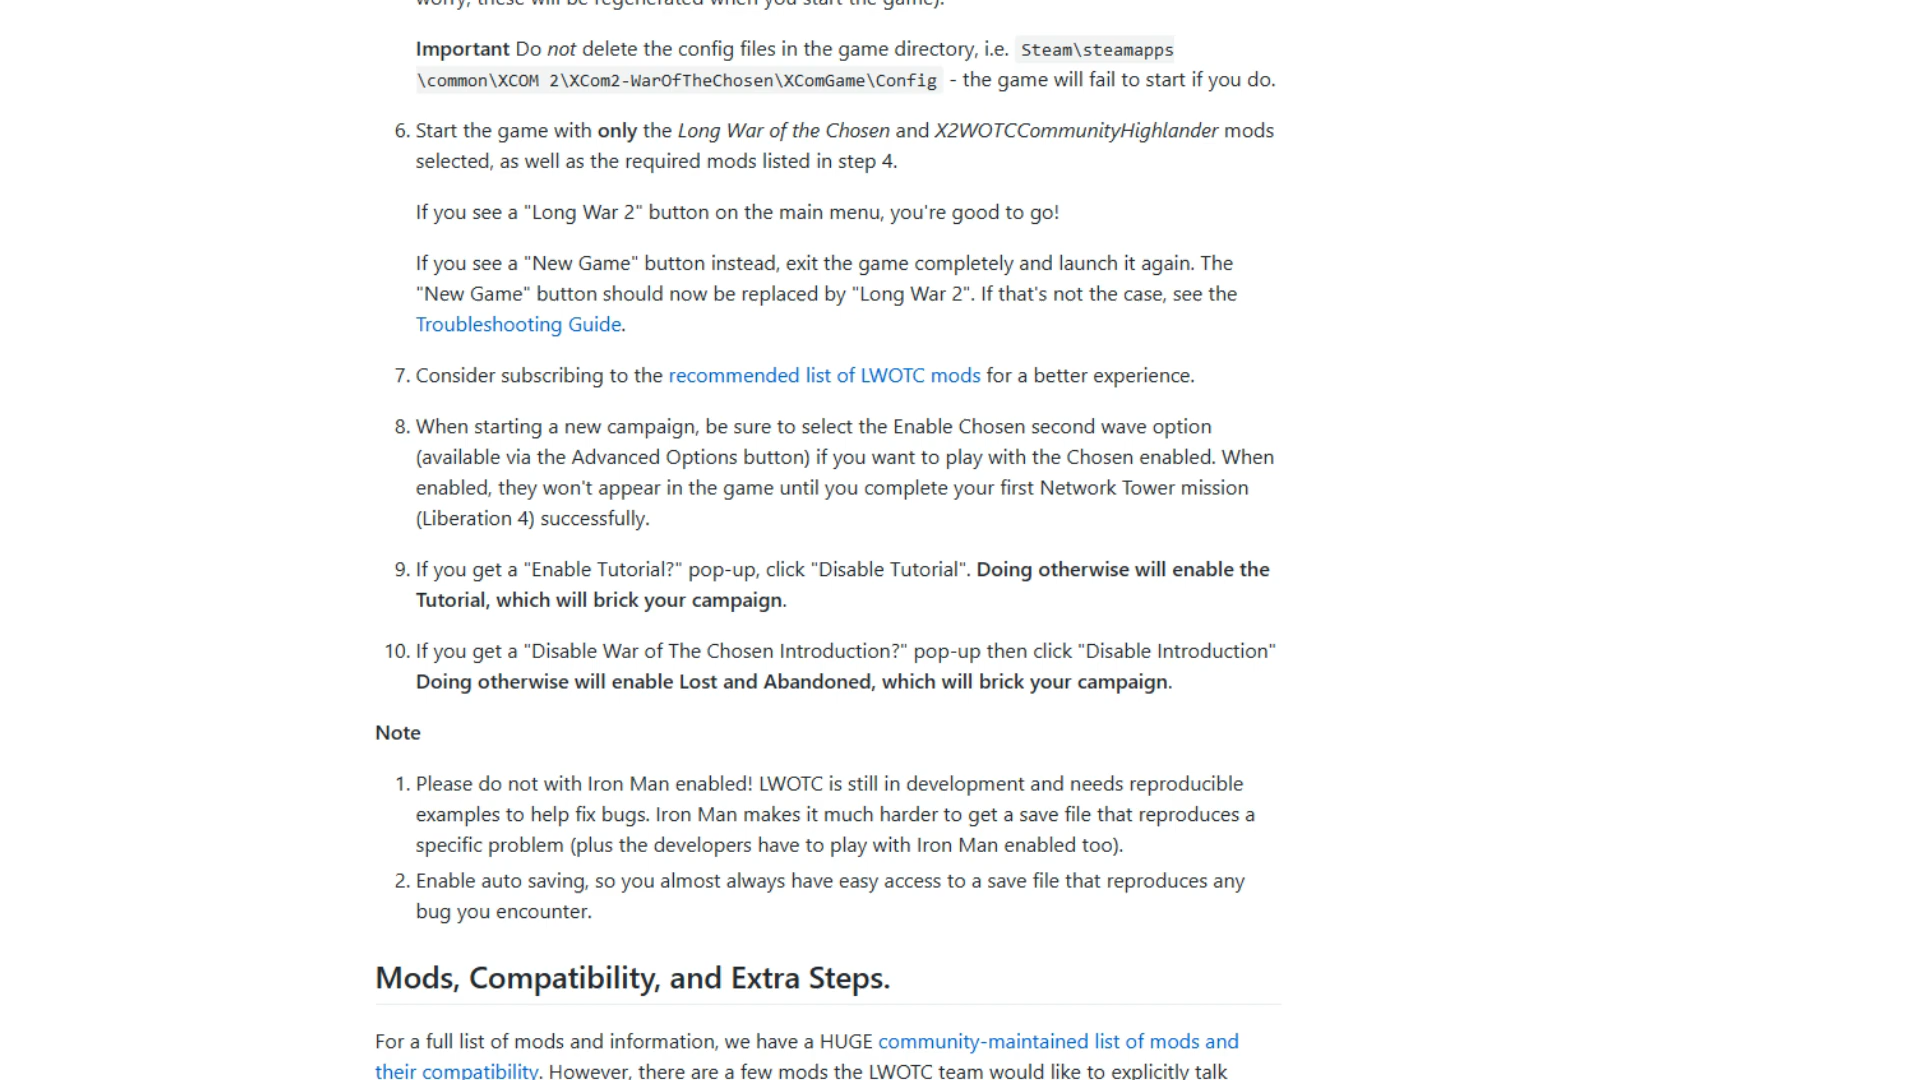 worry, these will be regenerated when you start the game).
Important Do not delete the config files in the game directory, i.e. Steam\steamapps
\common\XCOM 2\XCom2-WarOfTheChosen\XComGame\Config - the game will fail to start if you do.
6. Start the game with only the Long War of the Chosen and X2WOTCCommunityHighlander mods
selected, as well as the required mods listed in step 4.
If you see a "Long War 2" button on the main menu, you're good to go!
If you see a "New Game" button instead, exit the game completely and launch it again. The
"New Game" button should now be replaced by "Long War 2". If that's not the case, see the
Troubleshooting Guide.
7. Consider subscribing to the recommended list of LWOTC mods for a better experience.
8. When starting a new campaign, be sure to select the Enable Chosen second wave option
(available via the Advanced Options button) if you want to play with the Chosen enabled. When
enabled, they won't appear in the game until you complete your first Network Tower mission
(Liberation 4) successfully.
9. If you get a "Enable Tutorial?" pop-up, click "Disable Tutorial". Doing otherwise will enable the
Tutorial, which will brick your campaign.
10. If you get a "Disable War of The Chosen Introduction?" pop-up then click "Disable Introduction"
Doing otherwise will enable Lost and Abandoned, which will brick your campaign.
Note
1. Please do not with Iron Man enabled! LWOTC is still in development and needs reproducible
examples to help fix bugs. Iron Man makes it much harder to get a save file that reproduces a
specific problem (plus the developers have to play with Iron Man enabled too).
2. Enable auto saving, so you almost always have easy access to a save file that reproduces any
bug you encounter.
Mods, Compatibility, and Extra Steps.
For a full list of mods and information, we have a HUGE community-maintained list of mods and
their compatibility. However, there are a few mods the LWOTC team would like to explicitly talk